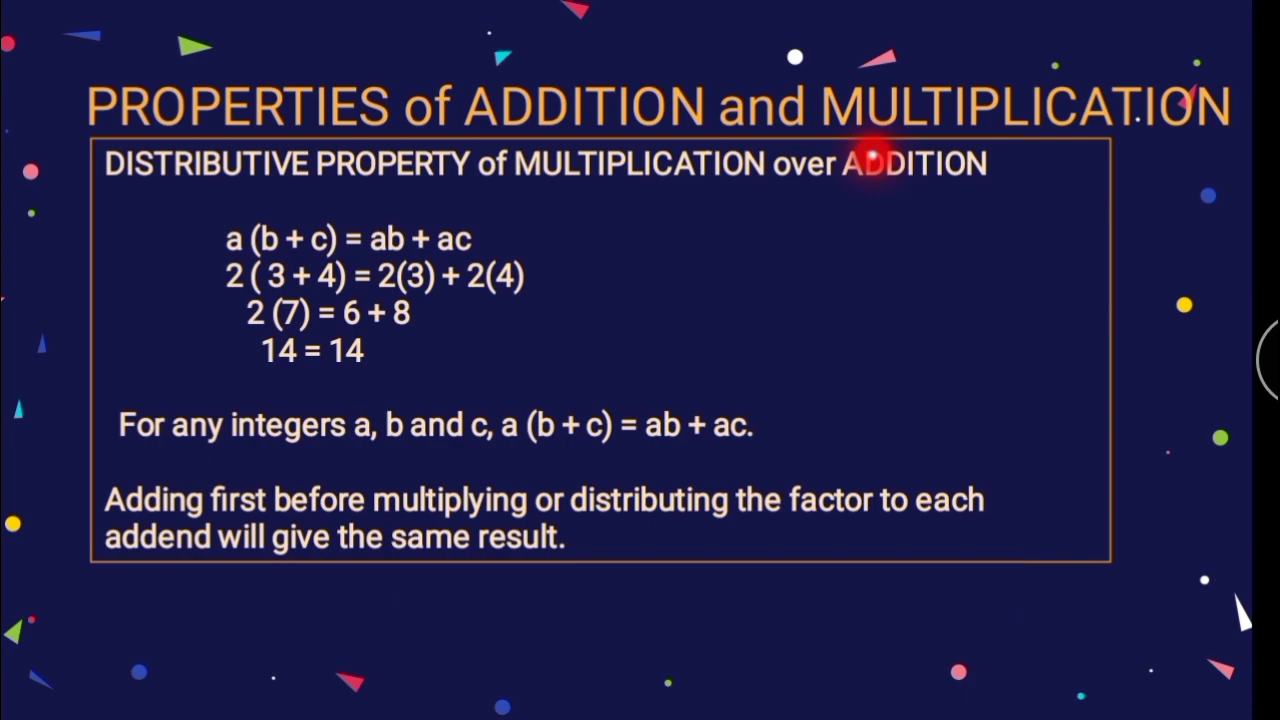 PROPERTIES of ADDITION and MULTIPLICATION
DISTRIBUTIVE PROPERTY of MULTIPLICATION over ADDITION
a (b + c) = ab + ac
2 ( 3 + 4) = 2(3) + 2(4)
2 (7) = 6 + 8
14 = 14
For any integers a, b and c, a (b + c) = ab + ac.
Adding first before multiplying or distributing the factor to each
addend will give the same result.